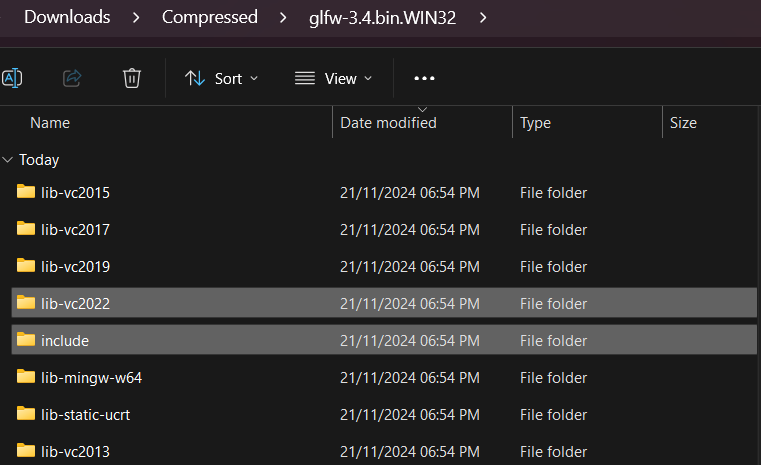 Downloads > Compressed > glfw-3.4.bin.WIN32 >
Sort View
Name Date modified Type Size
Today
lib-vc2015 21/11/2024 06:54 PM File folder
lib-vc2017 21/11/2024 06:54 PM File folder
lib-vc2019 21/11/2024 06:54 PM File folder
lib-vc2022 21/11/2024 06:54 PM File folder
include 21/11/2024 06:54 PM File folder
lib-mingw-w64 21/11/2024 06:54 PM File folder
lib-static-ucrt 21/11/2024 06:54 PM File folder
lib-vc2013 21/11/2024 06:54 PM File folder